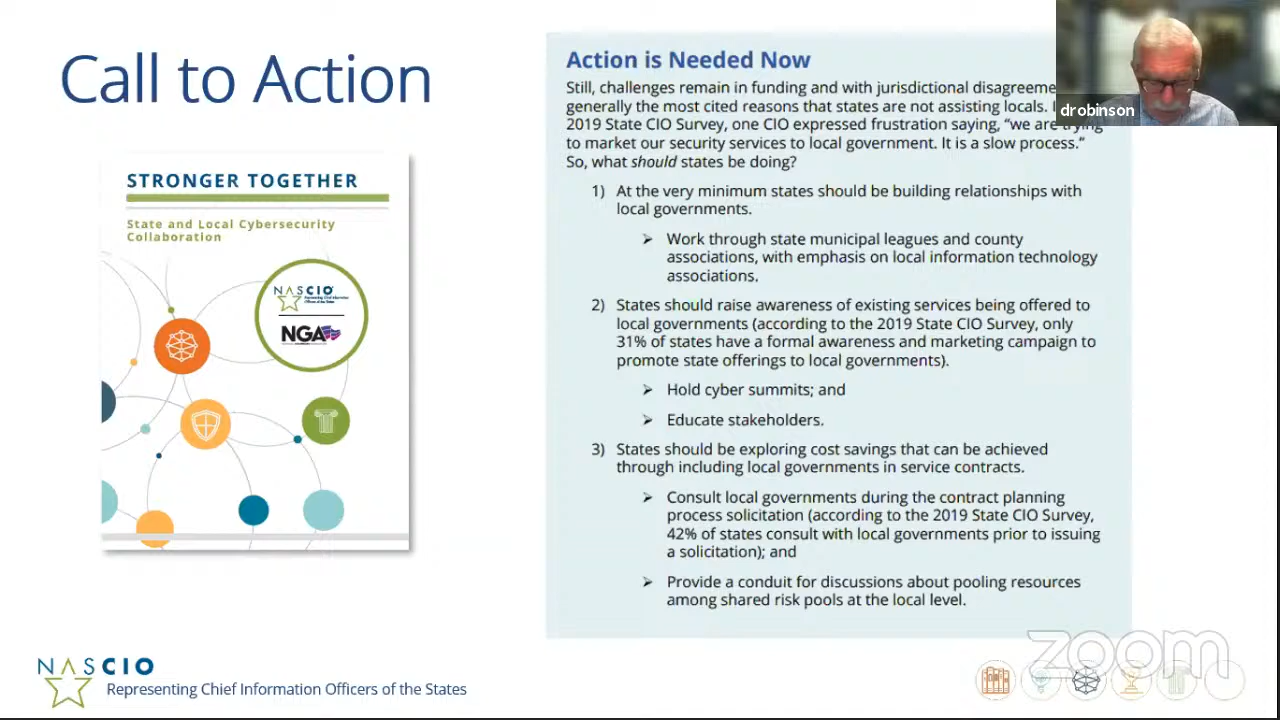 Call to Action
STRONGER TOGETHER
State and Local Cybersecurity
Collaboration
NASCIO
NGA
Action is Needed Now
Still, challenges remain in funding and with jurisdictional
generally the most cited reasons that states are not assisting locals.
2019 State CIO Survey, one CIO expressed frustration saying, “we are trying
to market our security services to local government. It is a slow process.”
So, what should states be doing?
1) At the very minimum states should be building relationships with
local governments.
➢ Work through state municipal leagues and county
associations, with emphasis on local information technology
associations.
2) States should raise awareness of existing services being offered to
local governments (according to the 2019 State CIO Survey, only
31% of states have a formal awareness and marketing campaign to
promote state offerings to local governments).
➢ Hold cyber summits; and
➢ Educate stakeholders.
3) States should be exploring cost savings that can be achieved
through including local governments in service contracts.
➢ Consult local governments during the contract planning
process solicitation (according to the 2019 State CIO Survey,
42% of states consult with local governments prior to issuing
a solicitation); and
➢ Provide a conduit for discussions about pooling resources
among shared risk pools at the local level.
drobinson
zoom
NASCIO
Representing Chief Information Officers of the States